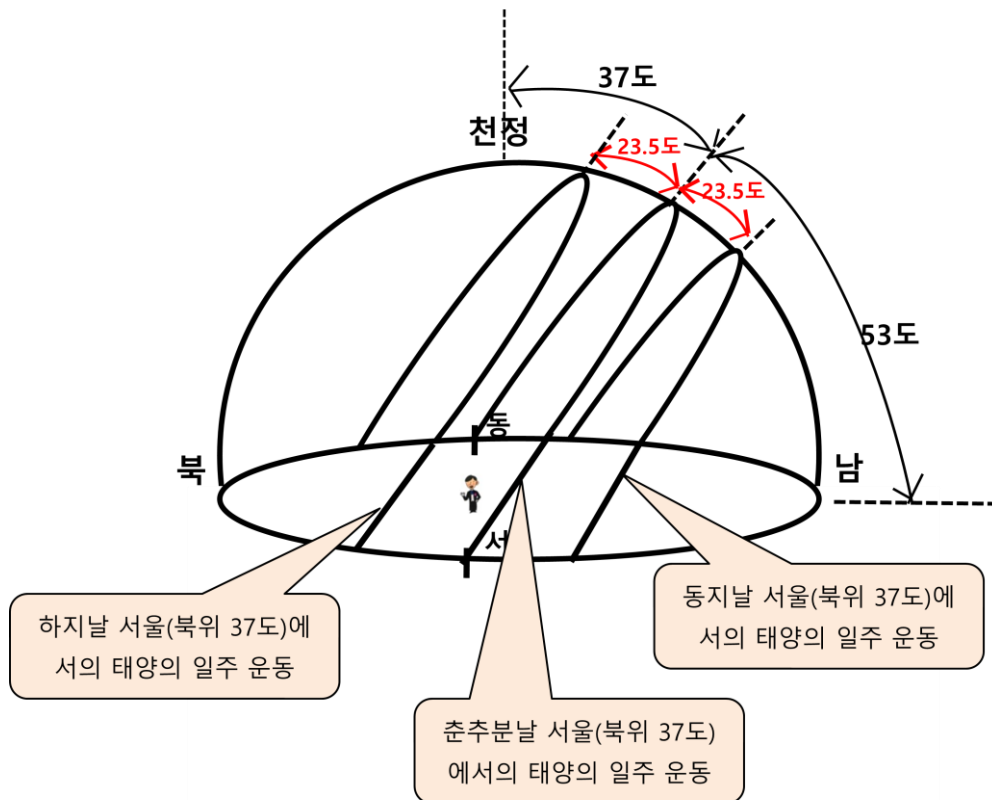 37도
천정
23.5도
23.5도
53도
동
북
남
서
하지날 서울(북위 37도)에
서의 태양의 일주 운동
동지날 서울(북위 37도)에
서의 태양의 일주 운동
춘추분날 서울(북위 37도)
에서의 태양의 일주 운동